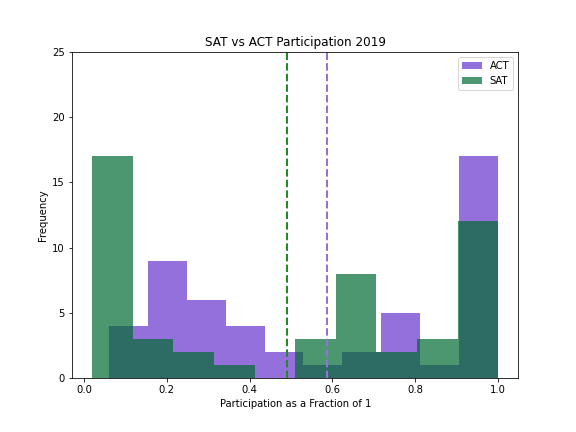 SAT vs ACT Participation 2019
ACT
SAT
25
20
15
10
5
0
Frequency
0.0 0.2 0.4 0.6 0.8 1.0
Participation as a Fraction of 1